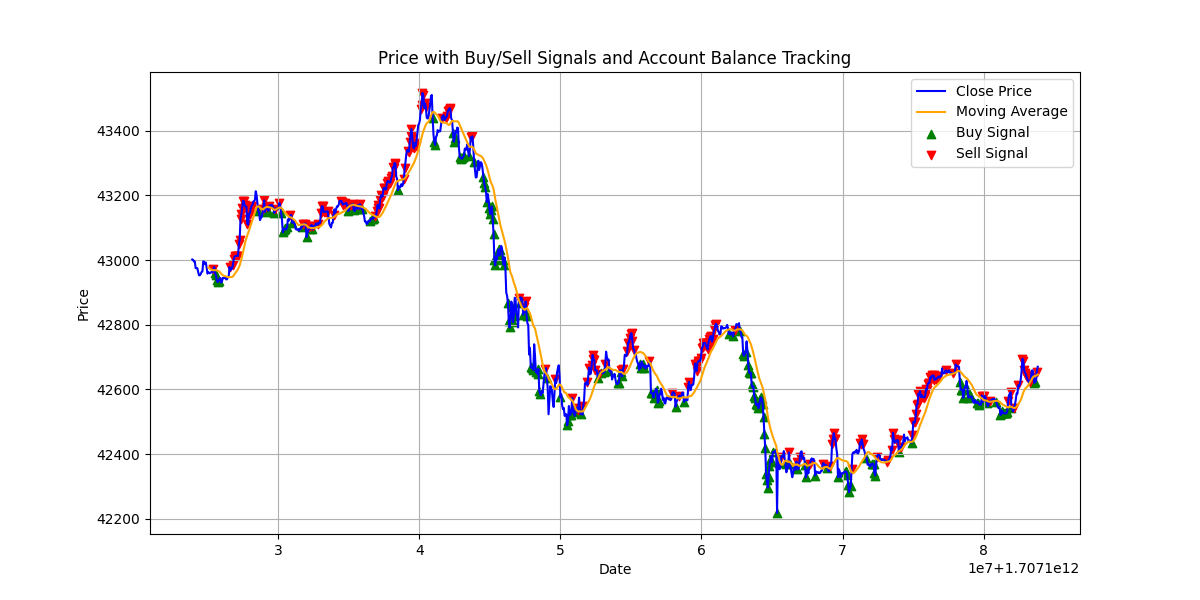 Price with Buy/Sell Signals and Account Balance Tracking
Close Price
Moving Average
Buy Signal
Sell Signal
Price
43400
43200
43000
42800
42600
42400
42200
3 4 5 6 7 8
Date
1e7+1.7071e12